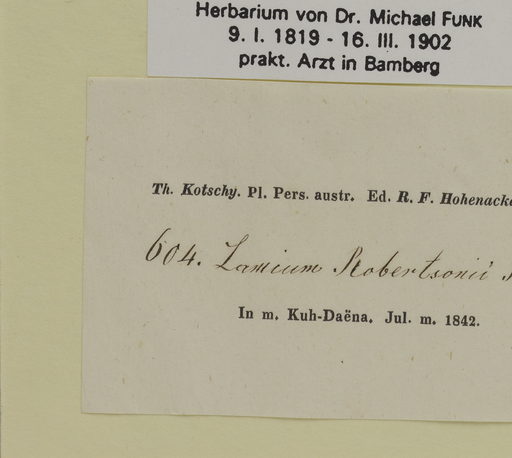 Herbarium von Dr. Michael FUNK
9. I. 1819 - 16. III. 1902
prakt. Arzt in Bamberg
Th. Kotschy. Pl. Pers. austr. Ed. R. F. Hohenack
604. Lamium Robertsonii
In m. Kuh-Daëna. Jul. m. 1842.